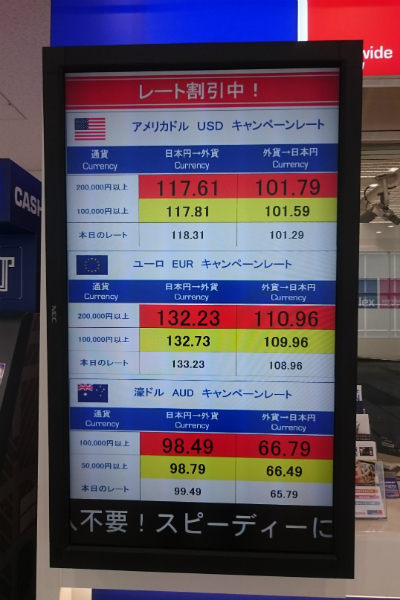 wide
レート割引中！
アメリカドル USD キャンペーンレート
通貨 日本円→外貨 外貨→日本円
Currency Currency Currency
200,000円以上 117.61 101.79
100,000円以上 117.81 101.59
本日のレート 118.31 101.29
CASH
ユーロ EUR キャンペーンレート
通貨 日本円→外貨 外貨→日本円
Currency Currency Currency
200,000円以上 132.23 110.96
100,000円以上 132.73 109.96
本日のレート 133.23 108.96
NEC
濠ドル AUD キャンペーンレート
通貨 日本円→外貨 外貨→日本円
Currency Currency Currency
100,000円以上 98.49 66.79
50,000円以上 98.79 66.49
本日のレート 99.49 65.79
不要！スピーディーに